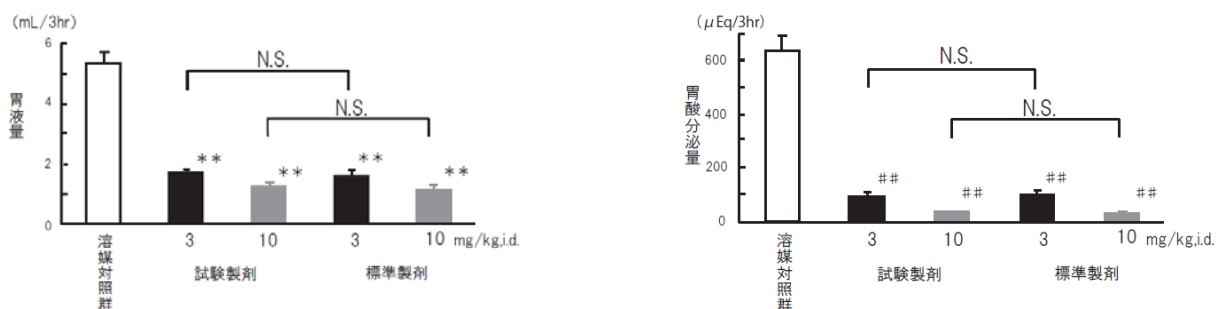 (mL/3hr)
6
4
2
0
胃液量
N.S.
N.S.
**
**
**
**
3
10
3
10
mg/kg,i.d.
溶媒対照群
試験製剤
標準製剤
(μEq/3hr)
600
400
200
0
胃酸分泌量
N.S.
N.S.
##
##
##
##
3
10
3
10
mg/kg,i.d.
溶媒対照群
試験製剤
標準製剤